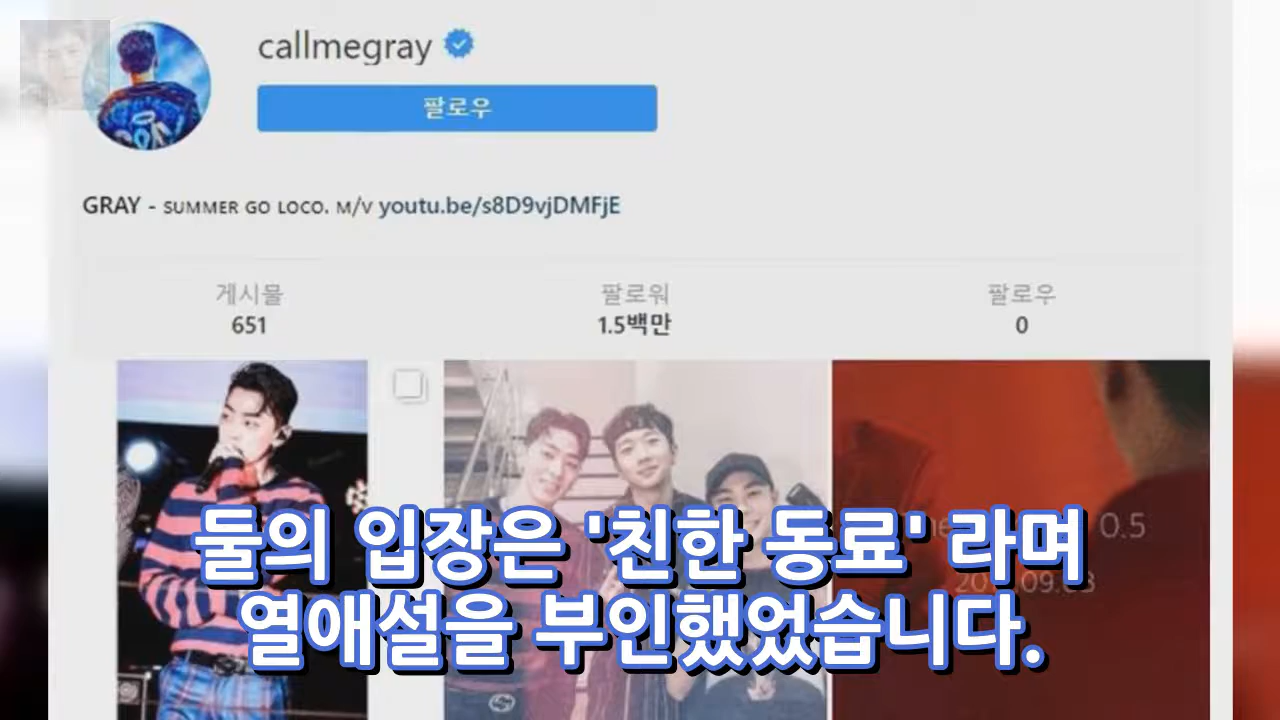 callmegray
팔로우
GRAY - SUMMER GO LOCO. M/V youtu.be/s8D9vjDMFjE
게시물 팔로워 팔로우
651 1.5백만 0
0.5
둘의 입장은 '친한 동료' 라며
열애설을 부인했었습니다.